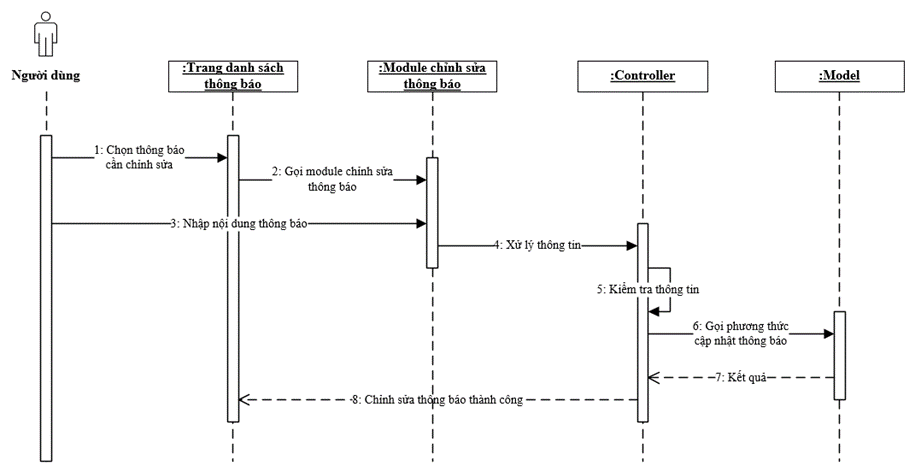 Người dùng
:Trang danh sách
thông báo
:Module chỉnh sửa
thông báo
:Controller
:Model
1: Chọn thông báo
cần chỉnh sửa
2: Gọi module chỉnh sửa
thông báo
3: Nhập nội dung thông báo
4: Xử lý thông tin
5: Kiểm tra thông tin
6: Gọi phương thức
cập nhật thông báo
7: Kết quả
8: Chỉnh sửa thông báo thành công